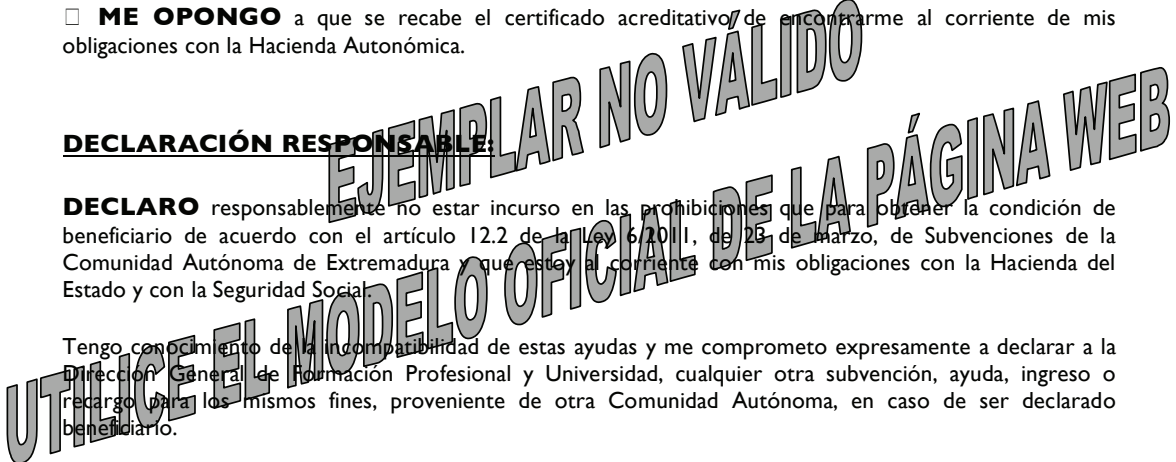 □ ME OPONGO a que se recabe el certificado acreditativo de encontrarme al corriente de mis
obligaciones con la Hacienda Autonómica.
EJEMPLAR NO VÁLIDO
UTILICE EL MODELO OFICIAL DE LA PÁGINA WEB
DECLARACIÓN RESPONSABLE:
DECLARO responsablemente no estar incurso en las prohibiciones que para obtener la condición de
beneficiario de acuerdo con el artículo 12.2 de la Ley 6/2011, de 23 de marzo, de Subvenciones de la
Comunidad Autónoma de Extremadura y que estoy al corriente con mis obligaciones con la Hacienda del
Estado y con la Seguridad Social.
Tengo conocimiento de la incompatibilidad de estas ayudas y me comprometo expresamente a declarar a la
Dirección General de Formación Profesional y Universidad, cualquier otra subvención, ayuda, ingreso o
recargo para los mismos fines, proveniente de otra Comunidad Autónoma, en caso de ser declarado
beneficiario.